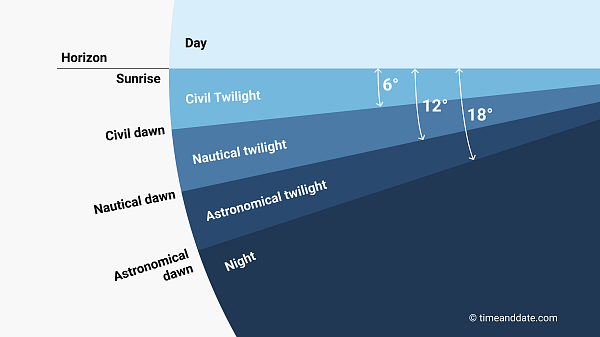 Day
Horizon
Sunrise
6°
Civil Twilight
12°
18°
Civil dawn
Nautical twilight
Nautical dawn
Astronomical twilight
Astronomical
dawn
Night
© timeanddate.com